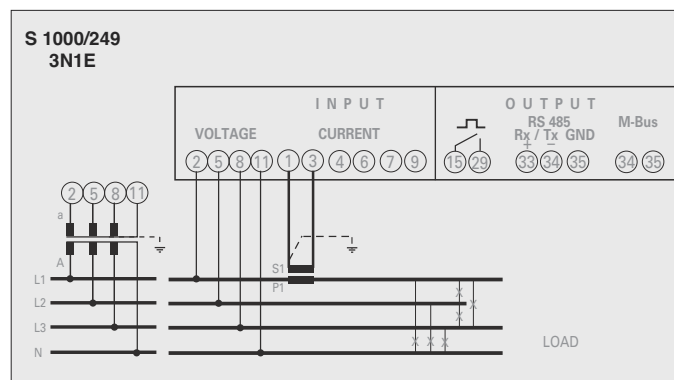 S 1000/249
3N1E
INPUT
OUTPUT
VOLTAGE
CURRENT
RS 485
Rx / Tx GND
+ −
M-Bus
2 5 8 11 1 3 4 6 7 9 15 29 33 34 35 34 35
2 5 8 11
a
A
S1
P1
L1
L2
L3
N
LOAD